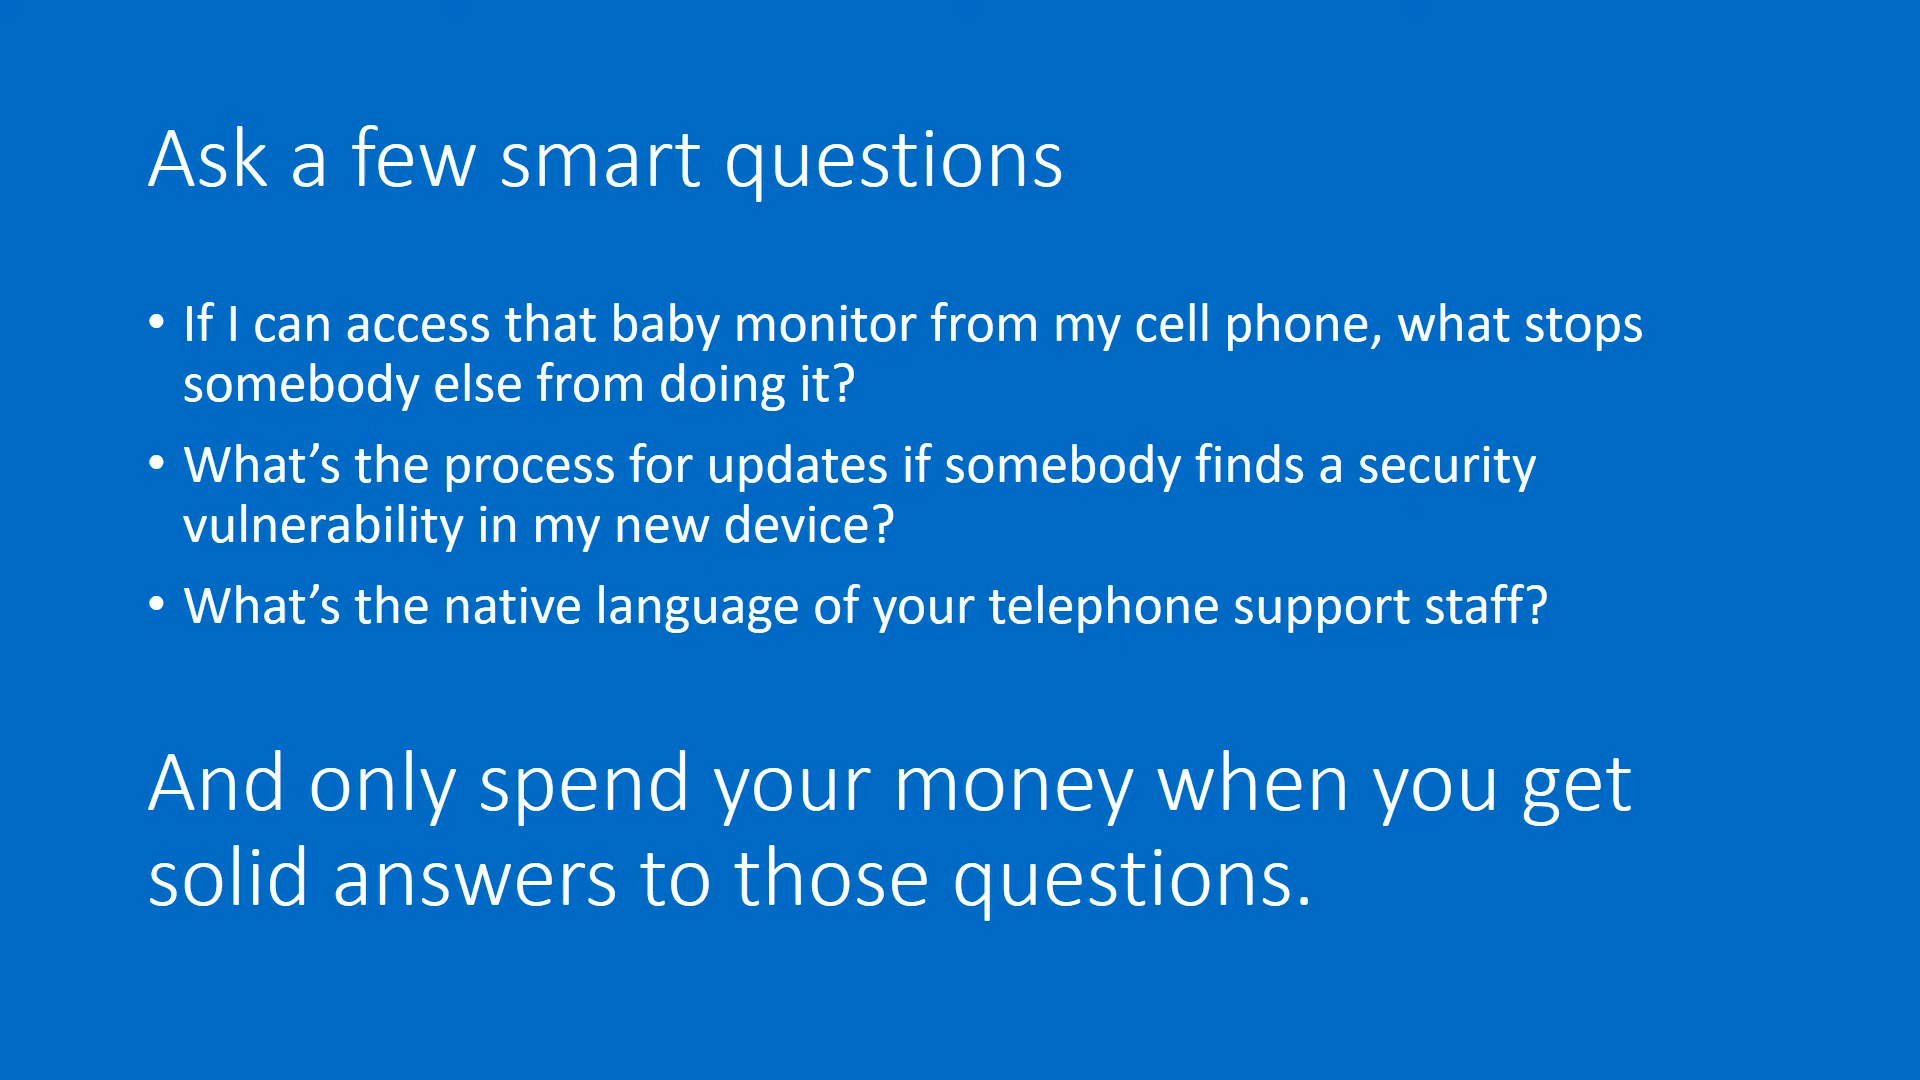 Ask a few smart questions
• If I can access that baby monitor from my cell phone, what stops
somebody else from doing it?
• What’s the process for updates if somebody finds a security
vulnerability in my new device?
• What’s the native language of your telephone support staff?
And only spend your money when you get
solid answers to those questions.